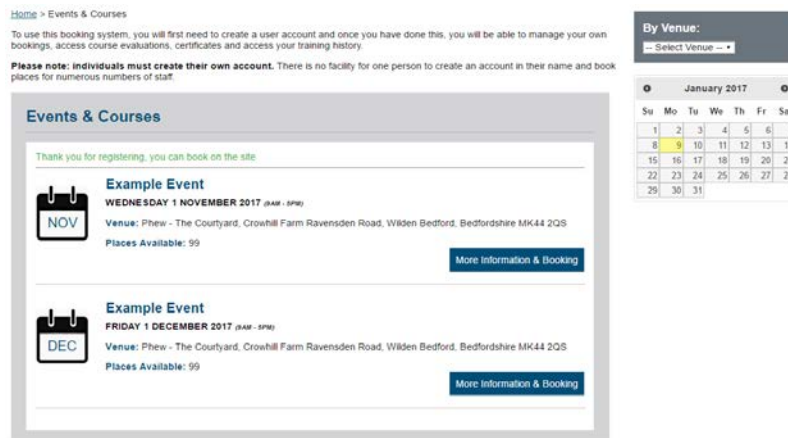 Home > Events & Courses
To use this booking system, you will first need to create a user account and once you have done this, you will be able to manage your own
bookings, access course evaluations, certificates and access your training history.
Please note: individuals must create their own account. There is no facility for one person to create an account in their name and book
places for numerous numbers of staff.
Events & Courses
Thank you for registering, you can book on the site
NOV
Example Event
WEDNESDAY 1 NOVEMBER 2017 (9AM - 5PM)
Venue: Phew - The Courtyard, Crowhill Farm Ravensden Road, Wilden Bedford, Bedfordshire MK44 2QS
Places Available: 99
More Information & Booking
DEC
Example Event
FRIDAY 1 DECEMBER 2017 (9AM - 5PM)
Venue: Phew - The Courtyard, Crowhill Farm Ravensden Road, Wilden Bedford, Bedfordshire MK44 2QS
Places Available: 99
More Information & Booking
By Venue:
-- Select Venue --
January 2017
Su Mo Tu We Th Fr Sa
1 2 3 4 5 6
8 9 10 11 12 13 1
15 16 17 18 19 20 2
22 23 24 25 26 27 2
29 30 31